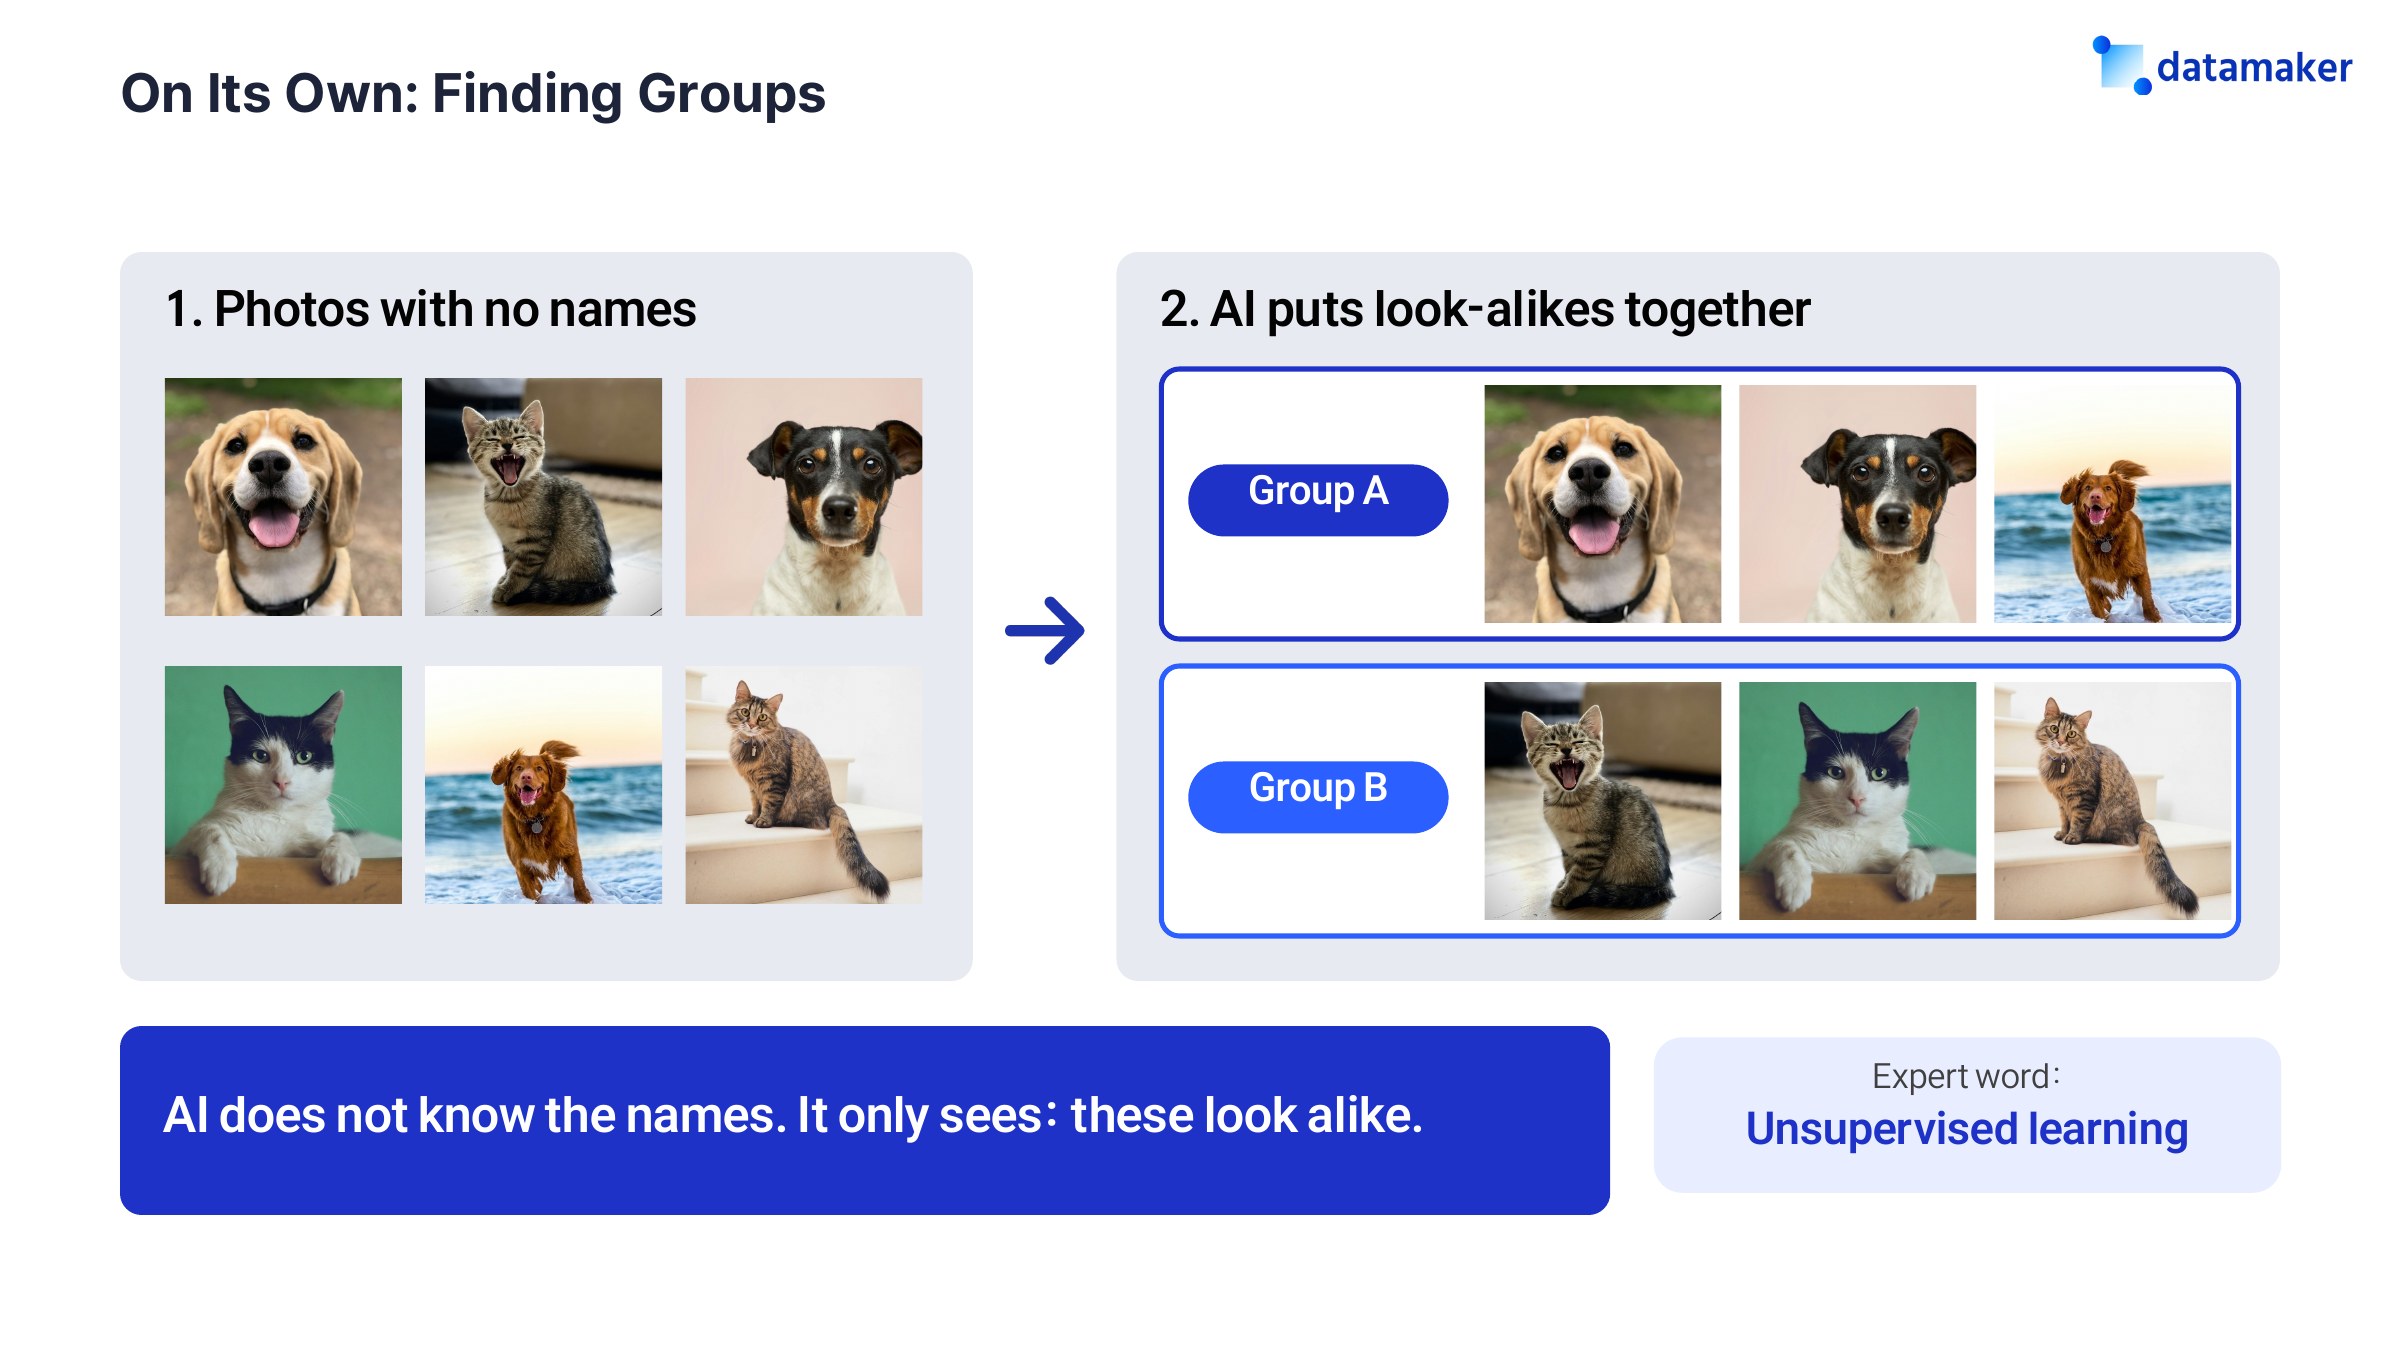 On Its Own: Finding Groups
datamaker
1. Photos with no names
2. AI puts look-alikes together
Group A
Group B
AI does not know the names. It only sees: these look alike.
Expert word:
Unsupervised learning